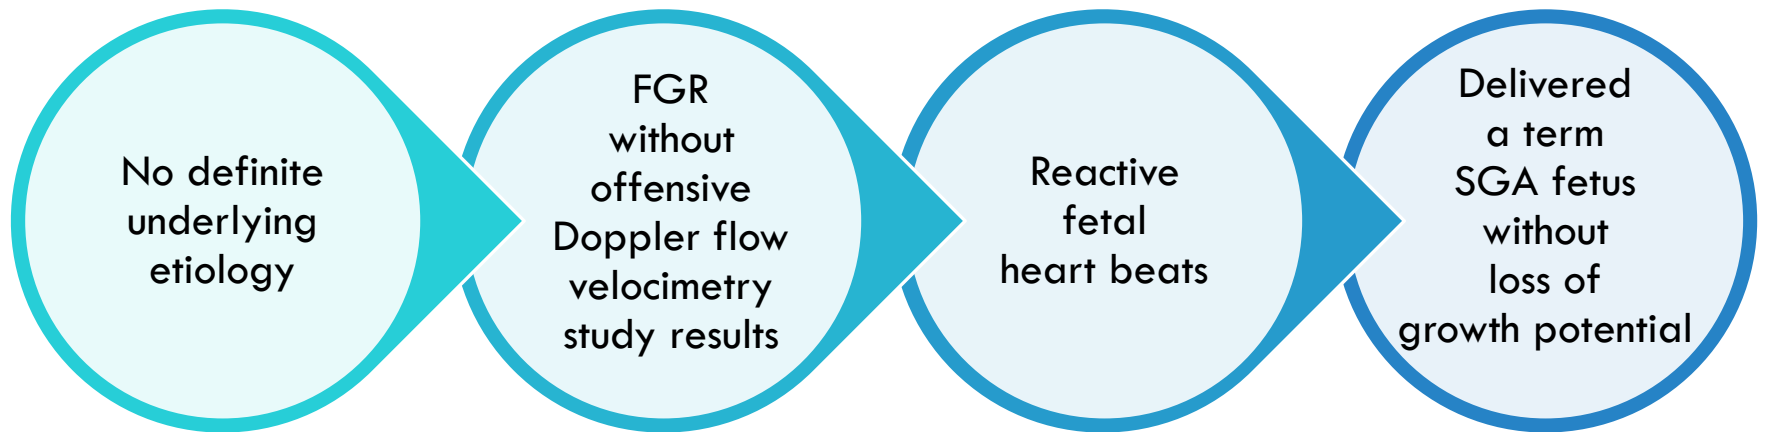 No definite
underlying
etiology
FGR
without
offensive
Doppler flow
velocimetry
study results
Reactive
fetal
heart beats
Delivered
a term
SGA fetus
without
loss of
growth potential